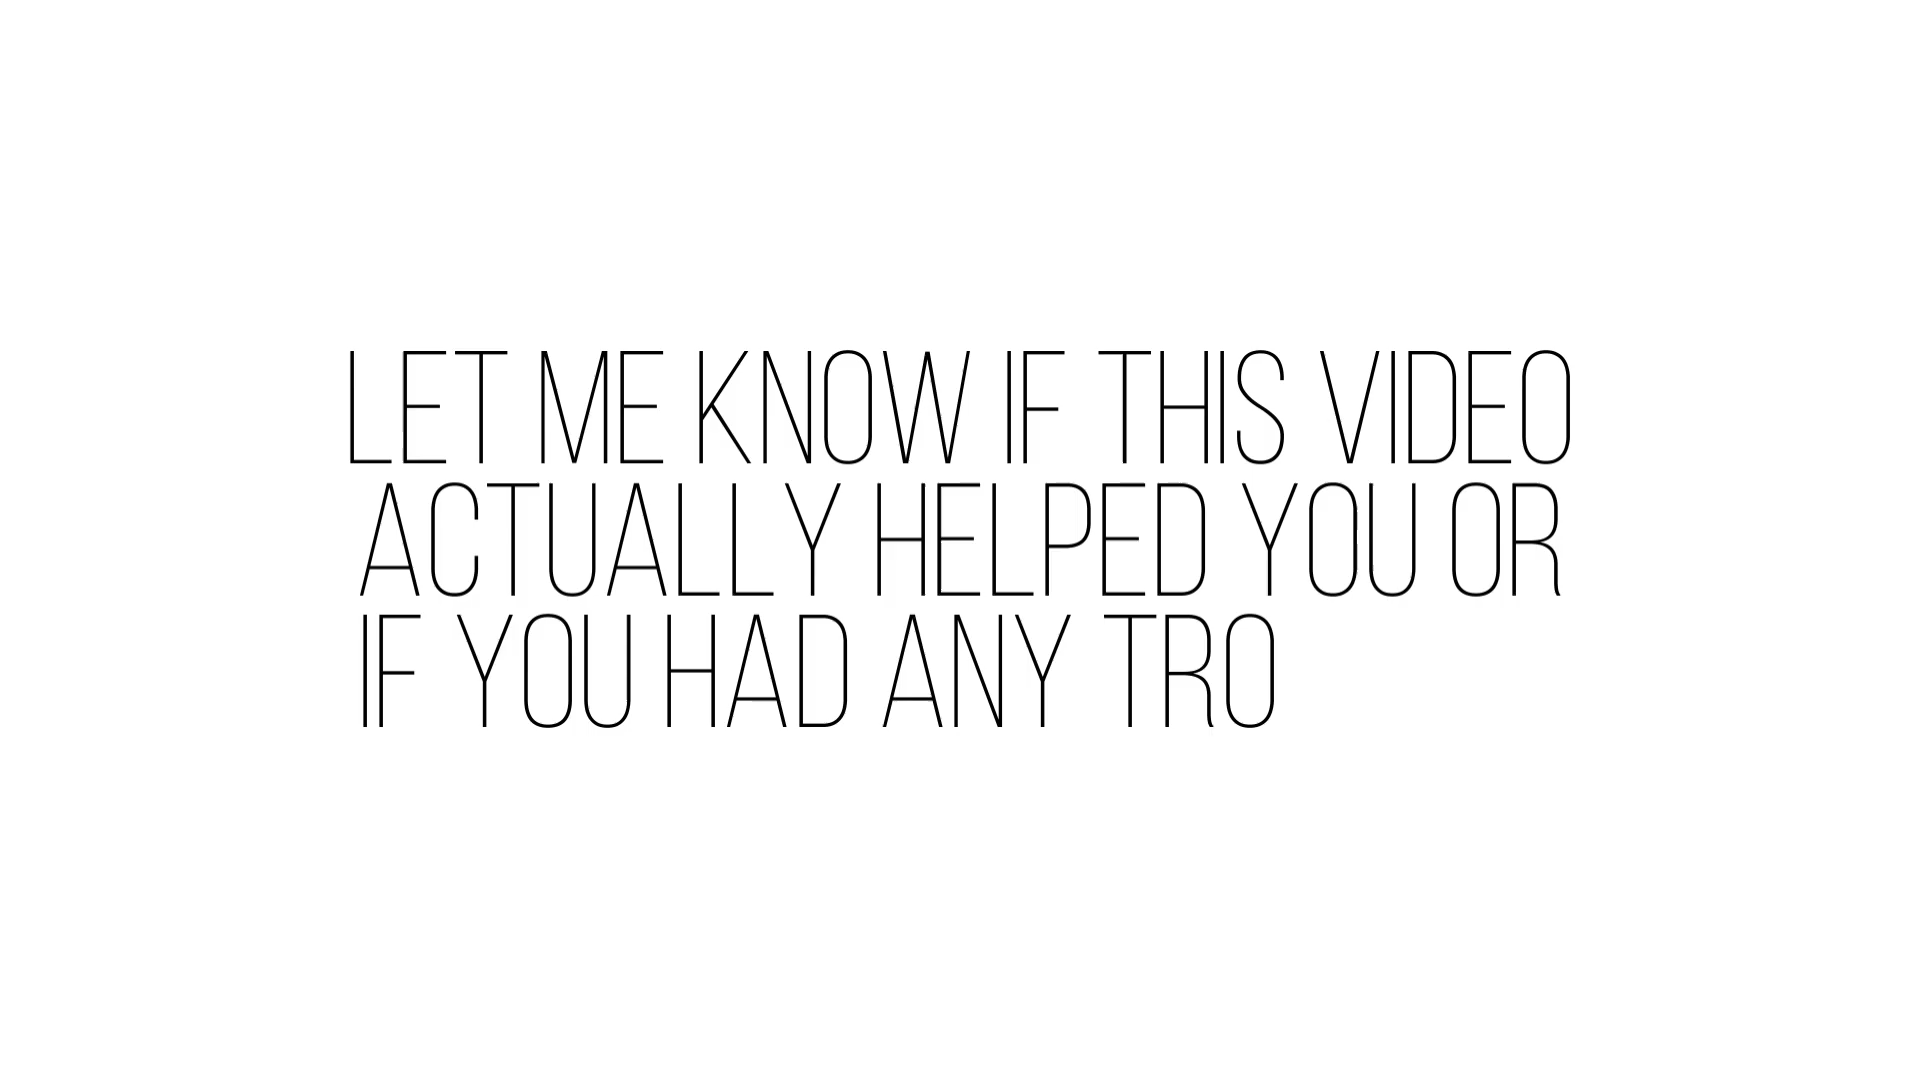 LET ME KNOW IF THIS VIDEO
ACTUALLY HELPED YOU OR
IF YOU HAD ANY TRO